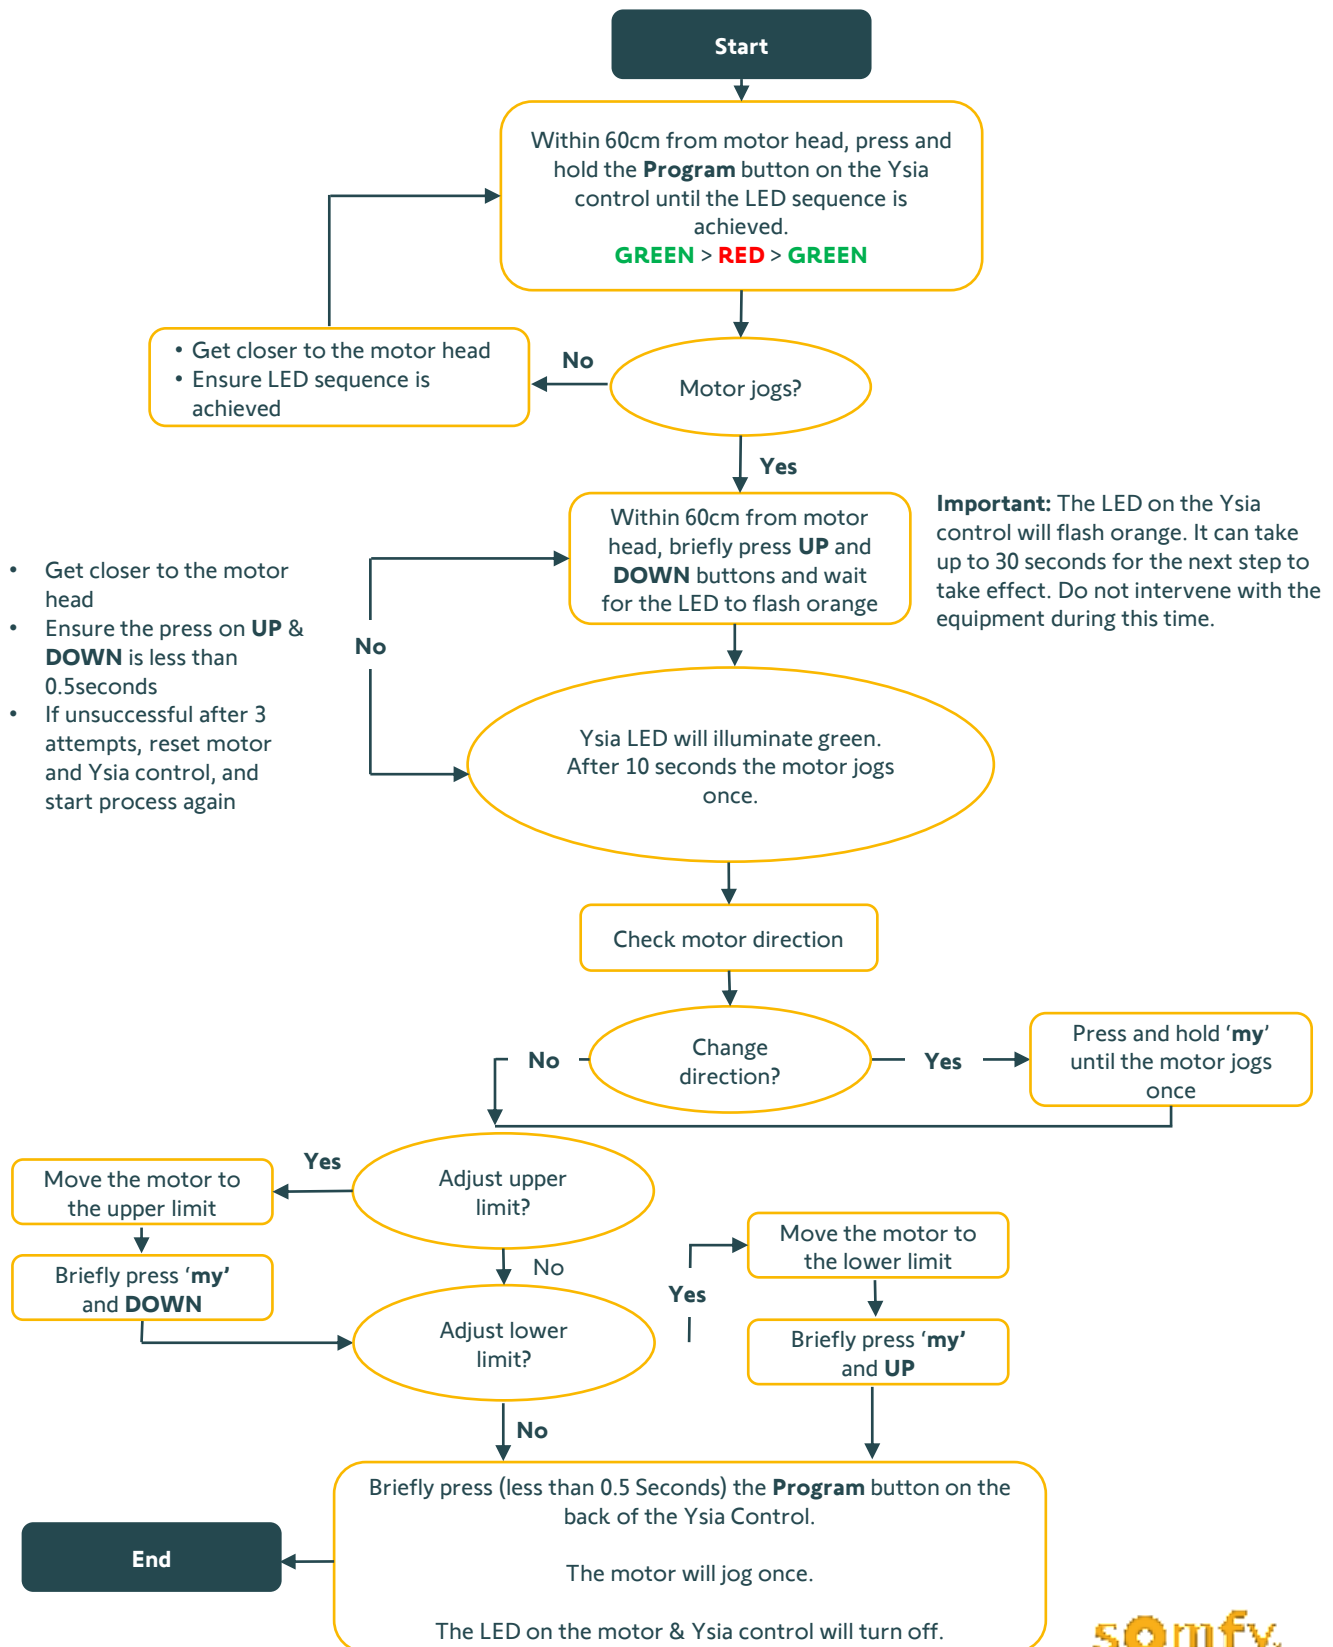 Start
Within 60cm from motor head, press and
hold the Program button on the Ysia
control until the LED sequence is
achieved.
GREEN > RED > GREEN
• Get closer to the motor head
• Ensure LED sequence is
achieved
No
Motor jogs?
Yes
Within 60cm from motor
head, briefly press UP and
DOWN buttons and wait
for the LED to flash orange
Important: The LED on the Ysia
control will flash orange. It can take
up to 30 seconds for the next step to
take effect. Do not intervene with the
equipment during this time.
• Get closer to the motor
head
• Ensure the press on UP &
DOWN is less than
0.5seconds
• If unsuccessful after 3
attempts, reset motor
and Ysia control, and
start process again
No
Ysia LED will illuminate green.
After 10 seconds the motor jogs
once.
Check motor direction
Change
direction?
No
Yes
Press and hold ‘my’
until the motor jogs
once
Adjust upper
limit?
Yes
Move the motor to
the upper limit
Briefly press ‘my’
and DOWN
No
Adjust lower
limit?
Yes
Move the motor to
the lower limit
Briefly press ‘my’
and UP
No
Briefly press (less than 0.5 Seconds) the Program button on the
back of the Ysia Control.
The motor will jog once.
The LED on the motor & Ysia control will turn off.
End
somfy.